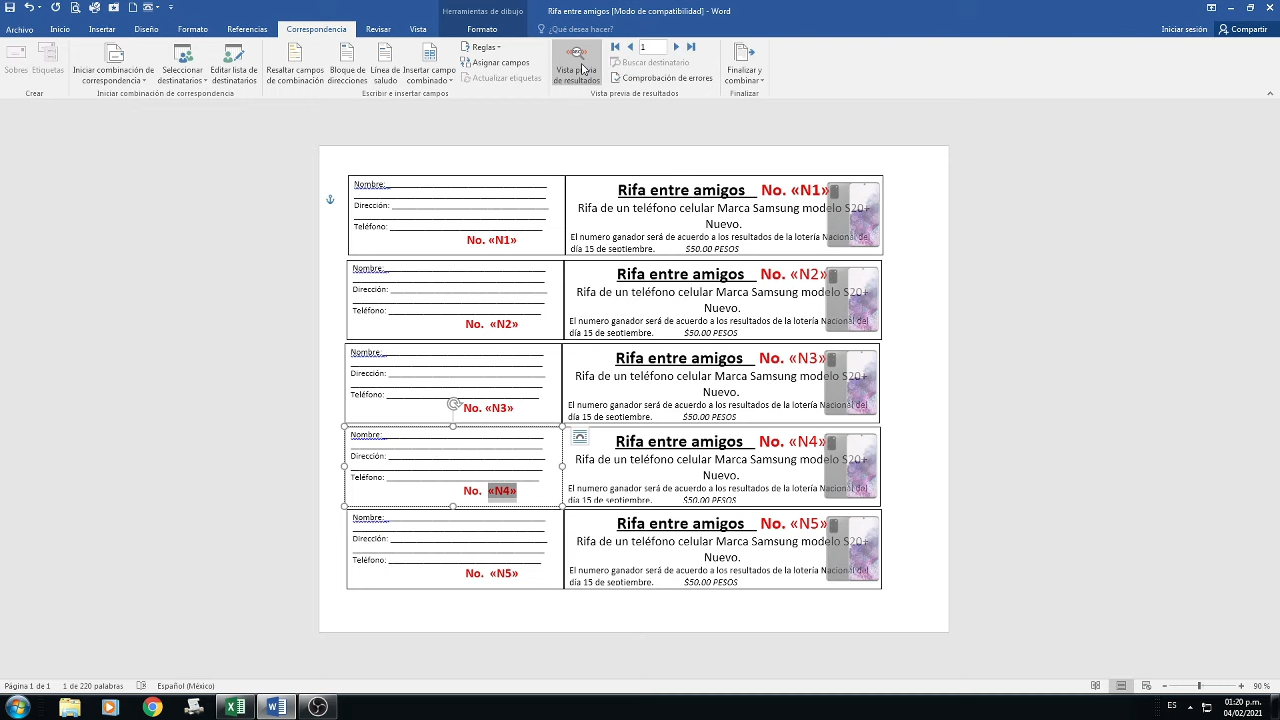 Herramientas de dibujo
Rifa entre amigos [Modo de compatibilidad] - Word
Archivo Inicio Insertar Diseño Formato Referencias Correspondencia Revisar Vista Formato ¿Qué desea hacer? Iniciar sesión Compartir
Sobres Etiquetas
Crear
Iniciar combinación de correspondencia
Seleccionar destinatarios
Editar lista de destinatarios
Iniciar combinación de correspondencia
Resaltar campos de combinación
Bloque de direcciones
Línea de saludo
Insertar campo combinado
Reglas
Asignar campos
Actualizar etiquetas
Escribir e insertar campos
Vista previa de resultados
1
Buscar destinatario
Comprobación de errores
Vista previa de resultados
Finalizar y combinar
Finalizar
Nombre:
Dirección:
Teléfono:
No. «N1»
Rifa entre amigos No. «N1»
Rifa de un teléfono celular Marca Samsung modelo S20+
Nuevo.
El numero ganador será de acuerdo a los resultados de la lotería Nacional del
día 15 de septiembre. $50.00 PESOS
Nombre:
Dirección:
Teléfono:
No. «N2»
Rifa entre amigos No. «N2»
Rifa de un teléfono celular Marca Samsung modelo S20+
Nuevo.
El numero ganador será de acuerdo a los resultados de la lotería Nacional del
día 15 de septiembre. $50.00 PESOS
Nombre:
Dirección:
Teléfono:
No. «N3»
Rifa entre amigos No. «N3»
Rifa de un teléfono celular Marca Samsung modelo S20+
Nuevo.
El numero ganador será de acuerdo a los resultados de la lotería Nacional del
día 15 de septiembre. $50.00 PESOS
Nombre:
Dirección:
Teléfono:
No. «N4»
Rifa entre amigos No. «N4»
Rifa de un teléfono celular Marca Samsung modelo S20+
Nuevo.
El numero ganador será de acuerdo a los resultados de la lotería Nacional del
día 15 de septiembre. $50.00 PESOS
Nombre:
Dirección:
Teléfono:
No. «N5»
Rifa entre amigos No. «N5»
Rifa de un teléfono celular Marca Samsung modelo S20+
Nuevo.
El numero ganador será de acuerdo a los resultados de la lotería Nacional del
día 15 de septiembre. $50.00 PESOS
Página 1 de 1 1 de 220 palabras Español (México) 90 %
ES 01:20 p.m.
04/02/2021